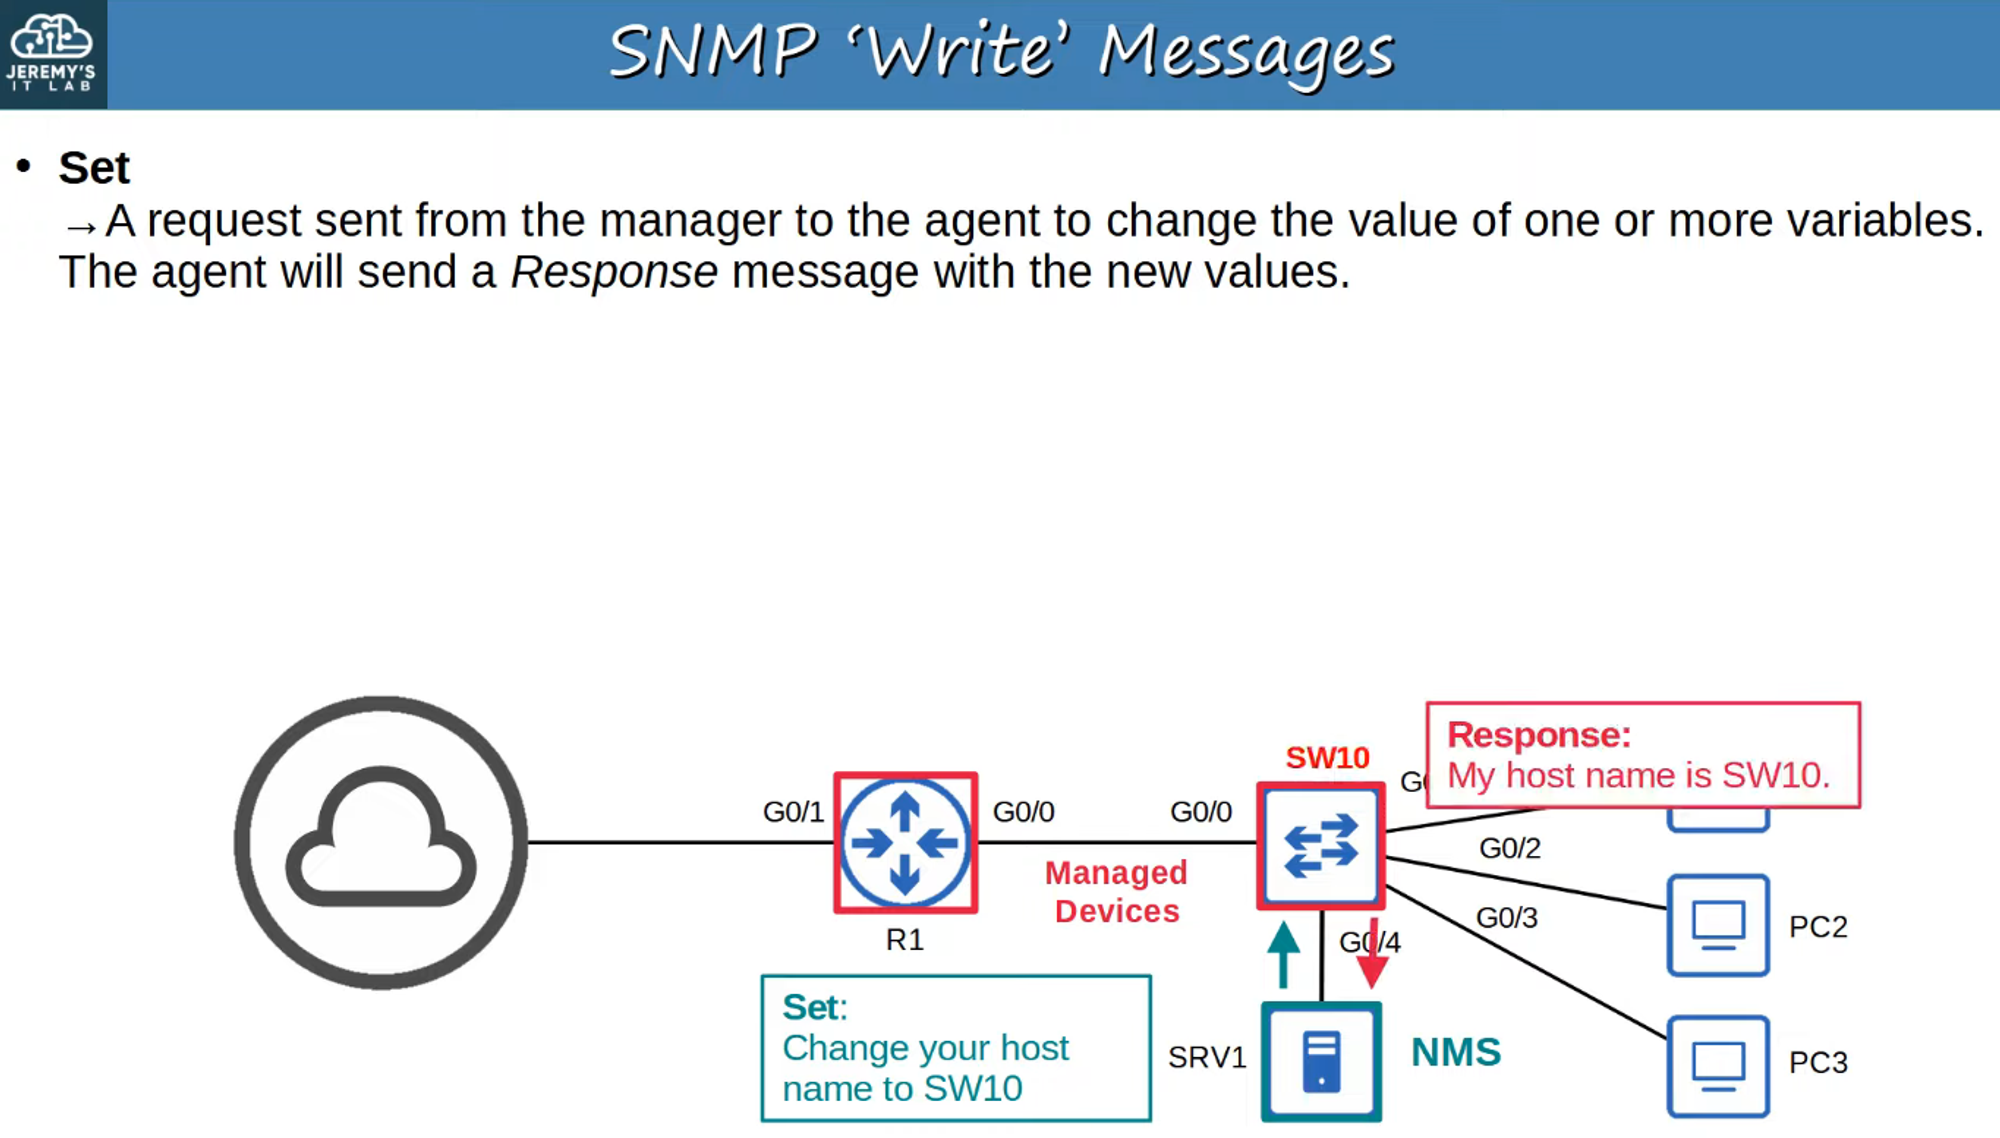 JEREMY'S
IT LAB
SNMP ‘Write’ Messages
• Set
→A request sent from the manager to the agent to change the value of one or more variables.
The agent will send a Response message with the new values.
Response:
My host name is SW10.
SW10
G0/1
G0/0
G0/0
G0/2
Managed
Devices
G0/3
PC2
R1
G0/4
Set:
Change your host
name to SW10
SRV1
NMS
PC3